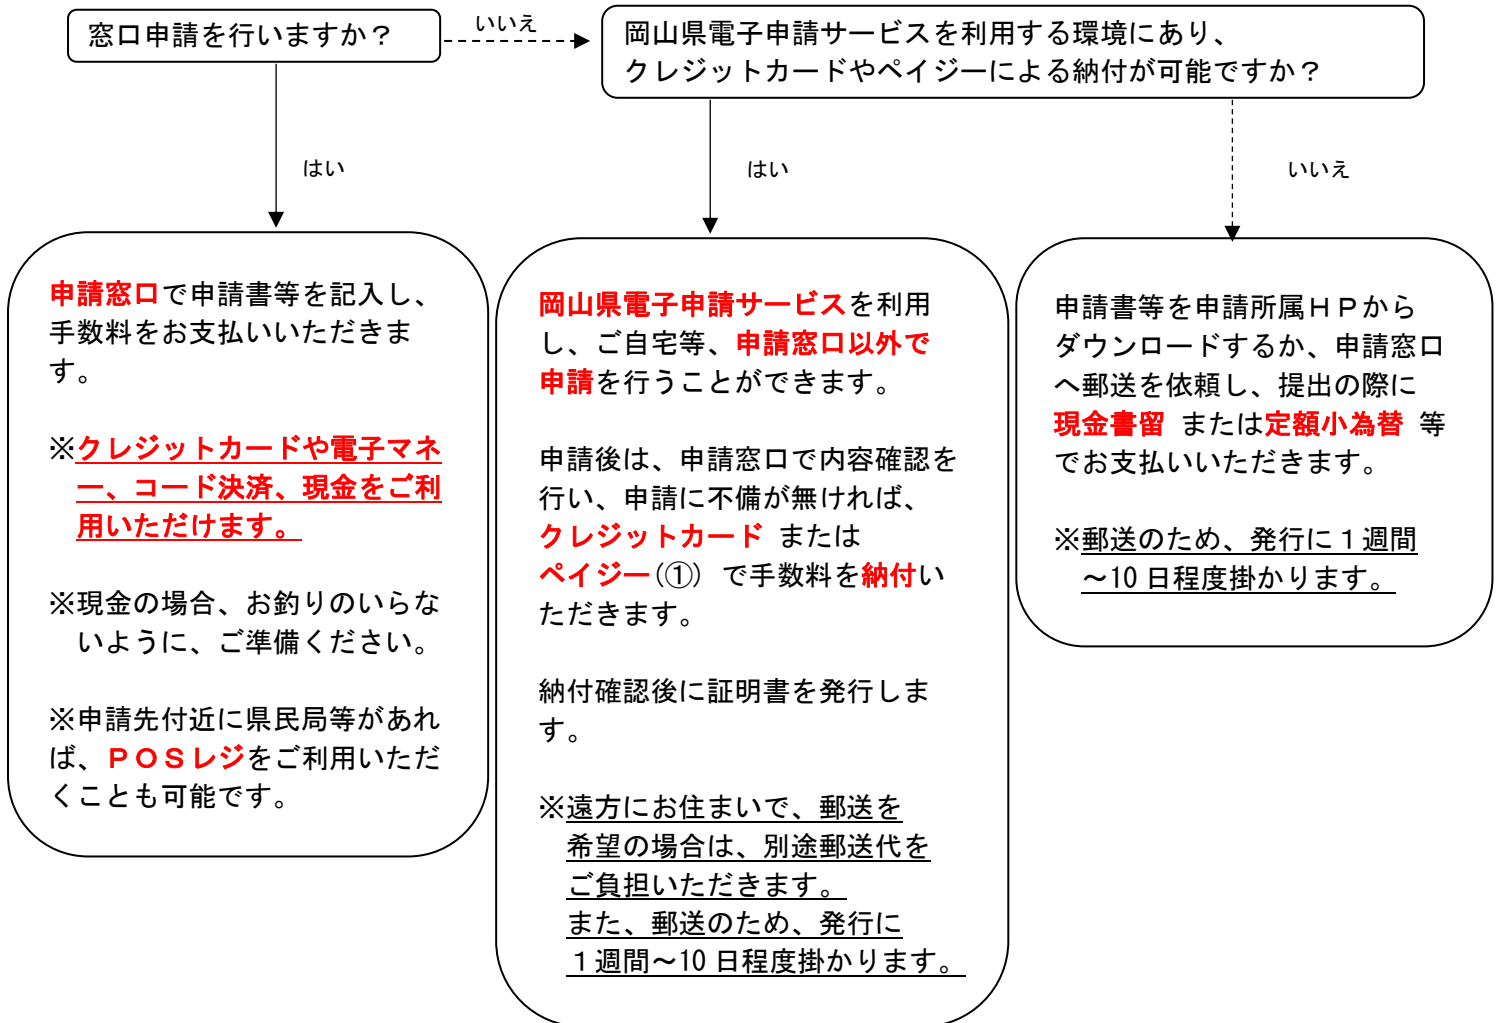 窓口申請を行いますか？
いいえ
岡山県電子申請サービスを利用する環境にあり、
クレジットカードやペイジーによる納付が可能ですか？
はい
はい
いいえ
申請窓口で申請書等を記入し、
手数料をお支払いいただきま
す。
※クレジットカードや電子マネ
ー、コード決済、現金をご利
用いただけます。
※現金の場合、お釣りのいらな
いように、ご準備ください。
※申請先付近に県民局等があれ
ば、ＰＯＳレジをご利用いただ
くことも可能です。
岡山県電子申請サービスを利用
し、ご自宅等、申請窓口以外で
申請を行うことができます。
申請後は、申請窓口で内容確認を
行い、申請に不備が無ければ、
クレジットカード または
ペイジー(①) で手数料を納付い
ただきます。
納付確認後に証明書を発行しま
す。
※遠方にお住まいで、郵送を
希望の場合は、別途郵送代を
ご負担いただきます。
また、郵送のため、発行に
１週間～10日程度掛かります。
申請書等を申請所属ＨＰから
ダウンロードするか、申請窓口
へ郵送を依頼し、提出の際に
現金書留 または定額小為替 等
でお支払いいただきます。
※郵送のため、発行に１週間
～10日程度掛かります。